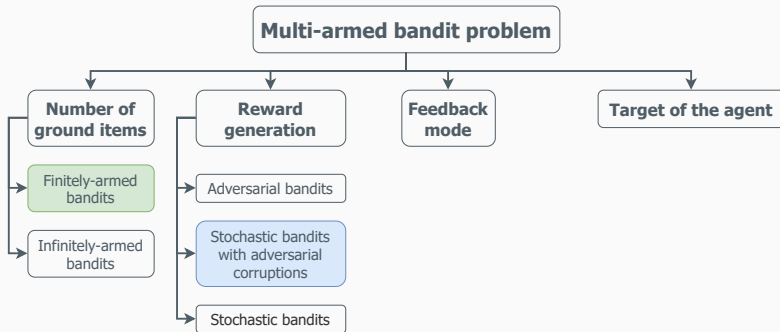 Multi-armed bandit problem
Number of
ground items
Reward
generation
Feedback
mode
Target of the agent
Finitely-armed
bandits
Infinitely-armed
bandits
Adversarial bandits
Stochastic bandits
with adversarial
corruptions
Stochastic bandits